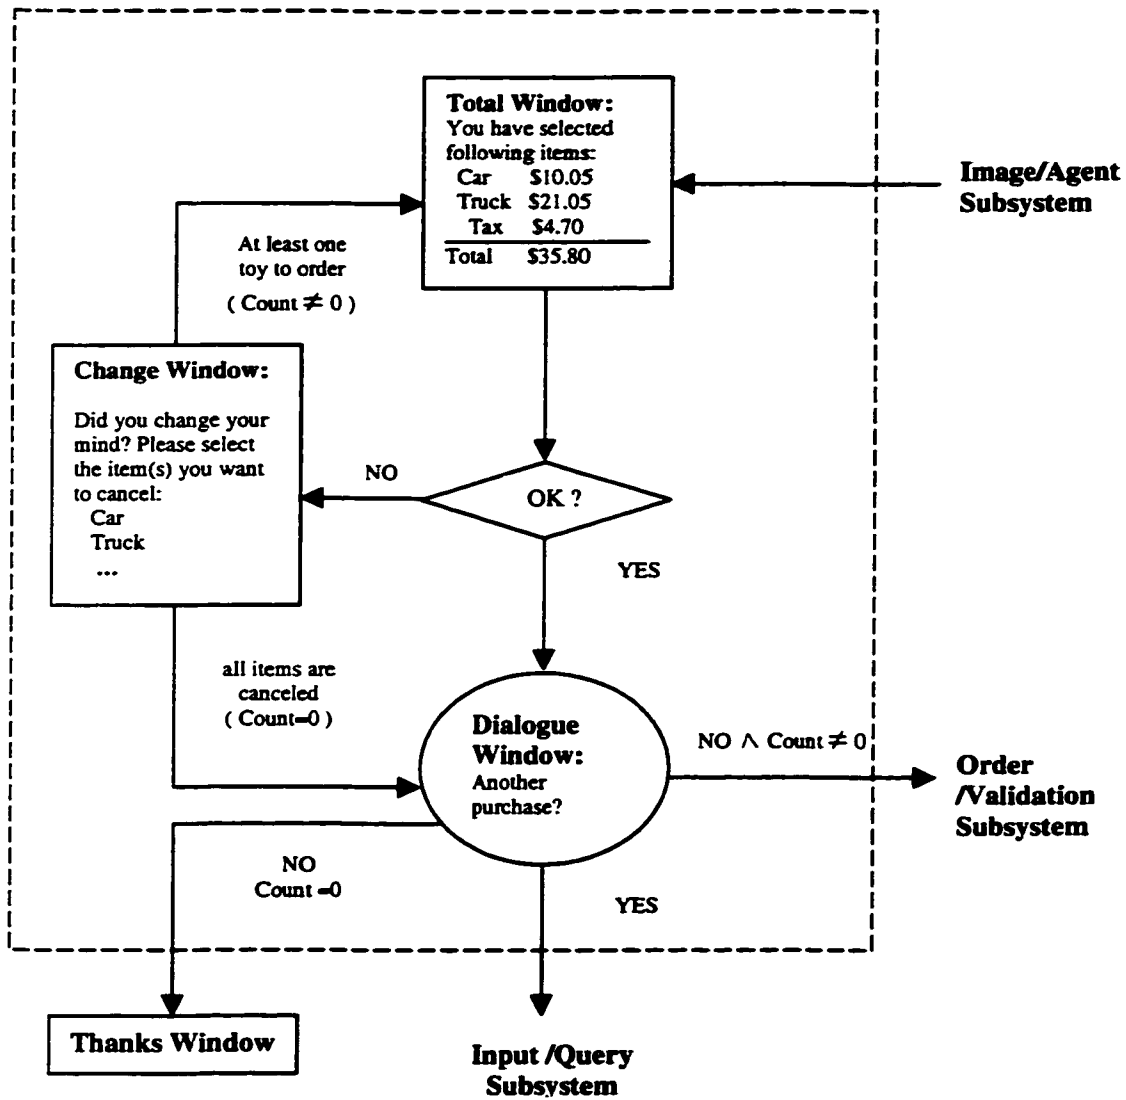 Total Window:
You have selected
following items:
Car $10.05
Truck $21.05
Tax $4.70
Total $35.80
Image/Agent
Subsystem
At least one
toy to order
( Count ≠ 0 )
Change Window:
Did you change your
mind? Please select
the item(s) you want
to cancel:
Car
Truck
...
NO
OK ?
YES
all items are
canceled
( Count=0 )
Dialogue
Window:
Another
purchase?
NO ∧ Count ≠ 0
Order
/Validation
Subsystem
NO
Count =0
YES
Thanks Window
Input /Query
Subsystem